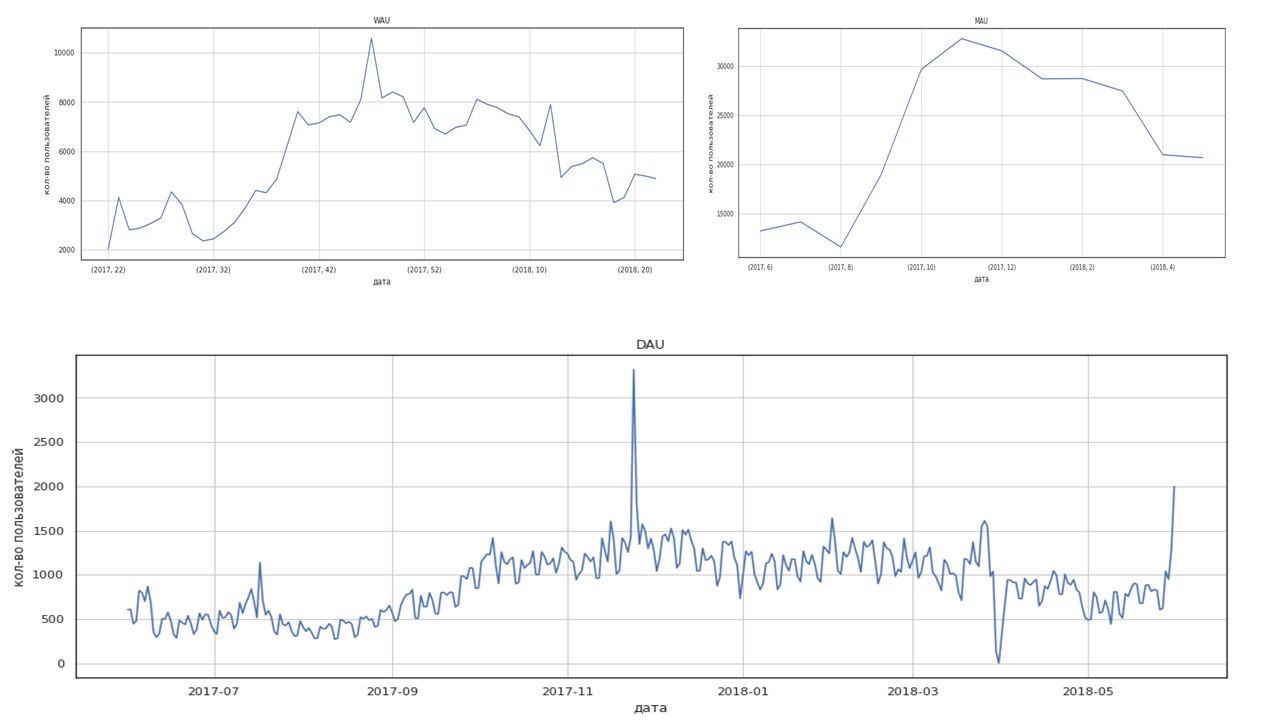 WAU
кол-во пользователей
10000
8000
6000
4000
2000
(2017, 22) (2017, 32) (2017, 42) (2017, 52) (2018, 10) (2018, 20)
дата
MAU
кол-во пользователей
30000
25000
20000
15000
(2017, 6) (2017, 8) (2017, 10) (2017, 12) (2018, 2) (2018, 4)
дата
DAU
кол-во пользователей
3000
2500
2000
1500
1000
500
0
2017-07 2017-09 2017-11 2018-01 2018-03 2018-05
дата